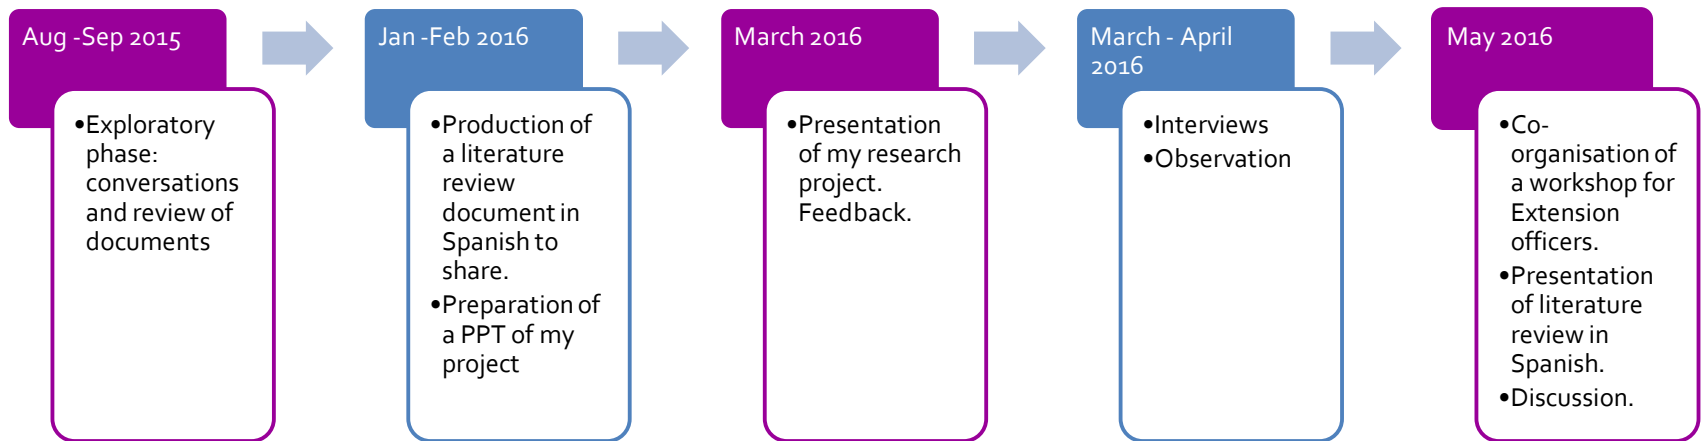 Aug -Sep 2015
•Exploratory
phase:
conversations
and review of
documents
Jan -Feb 2016
•Production of
a literature
review
document in
Spanish to
share.
•Preparation of
a PPT of my
project
March 2016
•Presentation
of my research
project.
Feedback.
March - April
2016
•Interviews
•Observation
May 2016
•Co-
organisation of
a workshop for
Extension
officers.
•Presentation
of literature
review in
Spanish.
•Discussion.